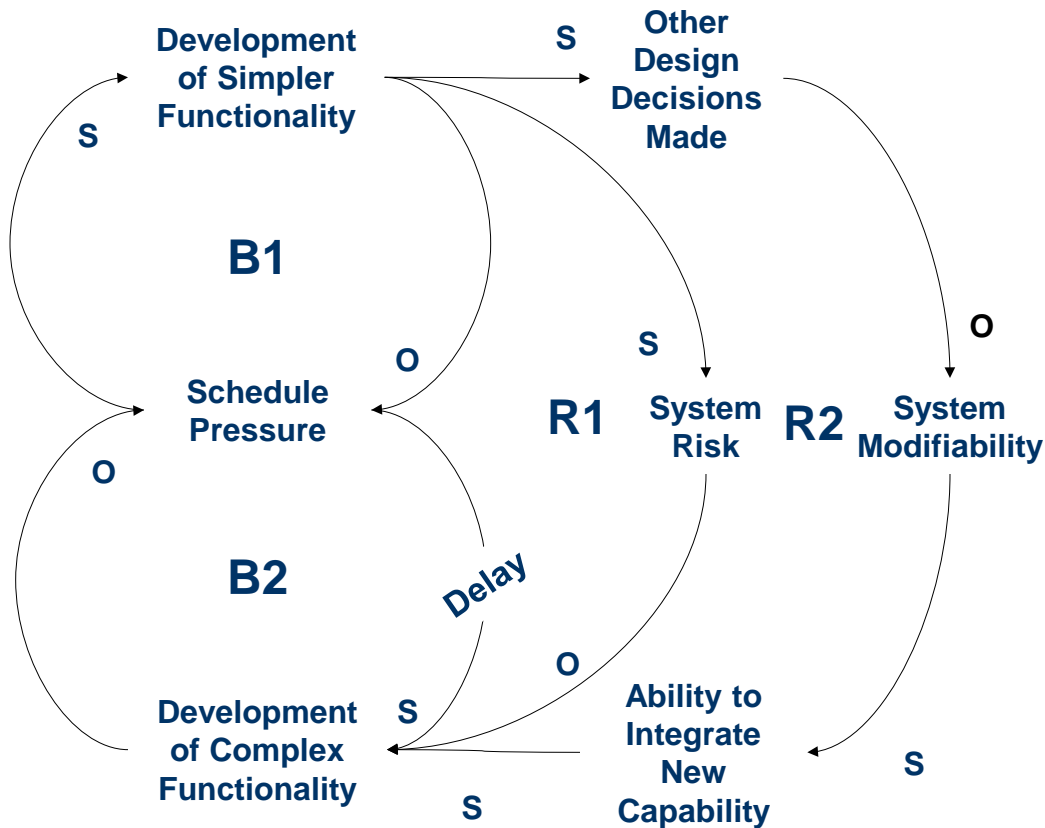 Development
of Simpler
Functionality
S
Other
Design
Decisions
Made
S
B1
O
S
O
Schedule
Pressure
R1
System
Risk
R2
System
Modifiability
O
B2
Delay
O
Development
of Complex
Functionality
S
Ability to
Integrate
New
Capability
S
S